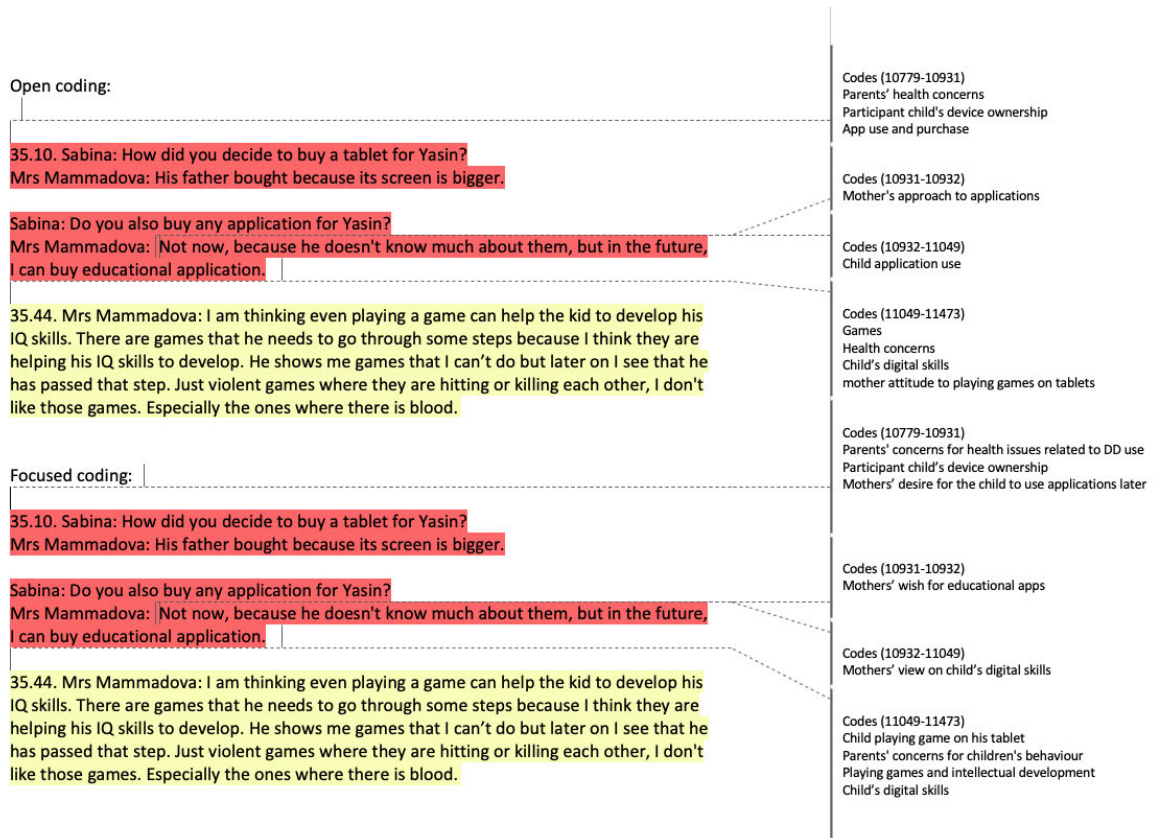 Open coding:
35.10. Sabina: How did you decide to buy a tablet for Yasin?
Mrs Mammadova: His father bought because its screen is bigger.
Sabina: Do you also buy any application for Yasin?
Mrs Mammadova: Not now, because he doesn't know much about them, but in the future,
I can buy educational application.
35.44. Mrs Mammadova: I am thinking even playing a game can help the kid to develop his
IQ skills. There are games that he needs to go through some steps because I think they are
helping his IQ skills to develop. He shows me games that I can't do but later on I see that he
has passed that step. Just violent games where they are hitting or killing each other, I don't
like those games. Especially the ones where there is blood.
Focused coding:
35.10. Sabina: How did you decide to buy a tablet for Yasin?
Mrs Mammadova: His father bought because its screen is bigger.
Sabina: Do you also buy any application for Yasin?
Mrs Mammadova: Not now, because he doesn't know much about them, but in the future,
I can buy educational application.
35.44. Mrs Mammadova: I am thinking even playing a game can help the kid to develop his
IQ skills. There are games that he needs to go through some steps because I think they are
helping his IQ skills to develop. He shows me games that I can't do but later on I see that he
has passed that step. Just violent games where they are hitting or killing each other, I don't
like those games. Especially the ones where there is blood.
Codes (10779-10931)
Parents' health concerns
Participant child's device ownership
App use and purchase
Codes (10931-10932)
Mother's approach to applications
Codes (10932-11049)
Child application use
Codes (11049-11473)
Games
Health concerns
Child's digital skills
mother attitude to playing games on tablets
Codes (10779-10931)
Parents' concerns for health issues related to DD use
Participant child's device ownership
Mothers' desire for the child to use applications later
Codes (10931-10932)
Mothers' wish for educational apps
Codes (10932-11049)
Mothers' view on child's digital skills
Codes (11049-11473)
Child playing game on his tablet
Parents' concerns for children's behaviour
Playing games and intellectual development
Child's digital skills